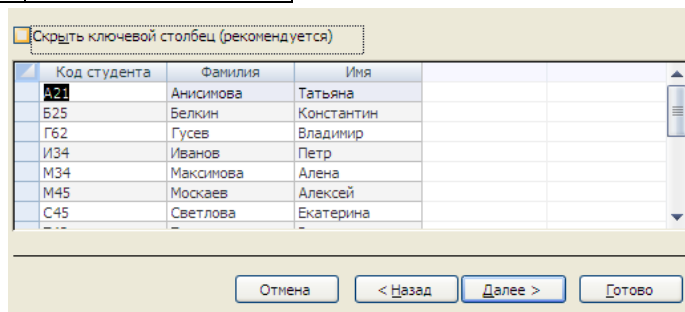 Скрыть ключевой столбец (рекомендуется)
Код студента Фамилия Имя
А21 Анисимова Татьяна
Б25 Белкин Константин
Г62 Гусев Владимир
И34 Иванов Петр
М34 Максимова Алена
М45 Москаев Алексей
С45 Светлова Екатерина
Отмена < Назад Далее > Готово